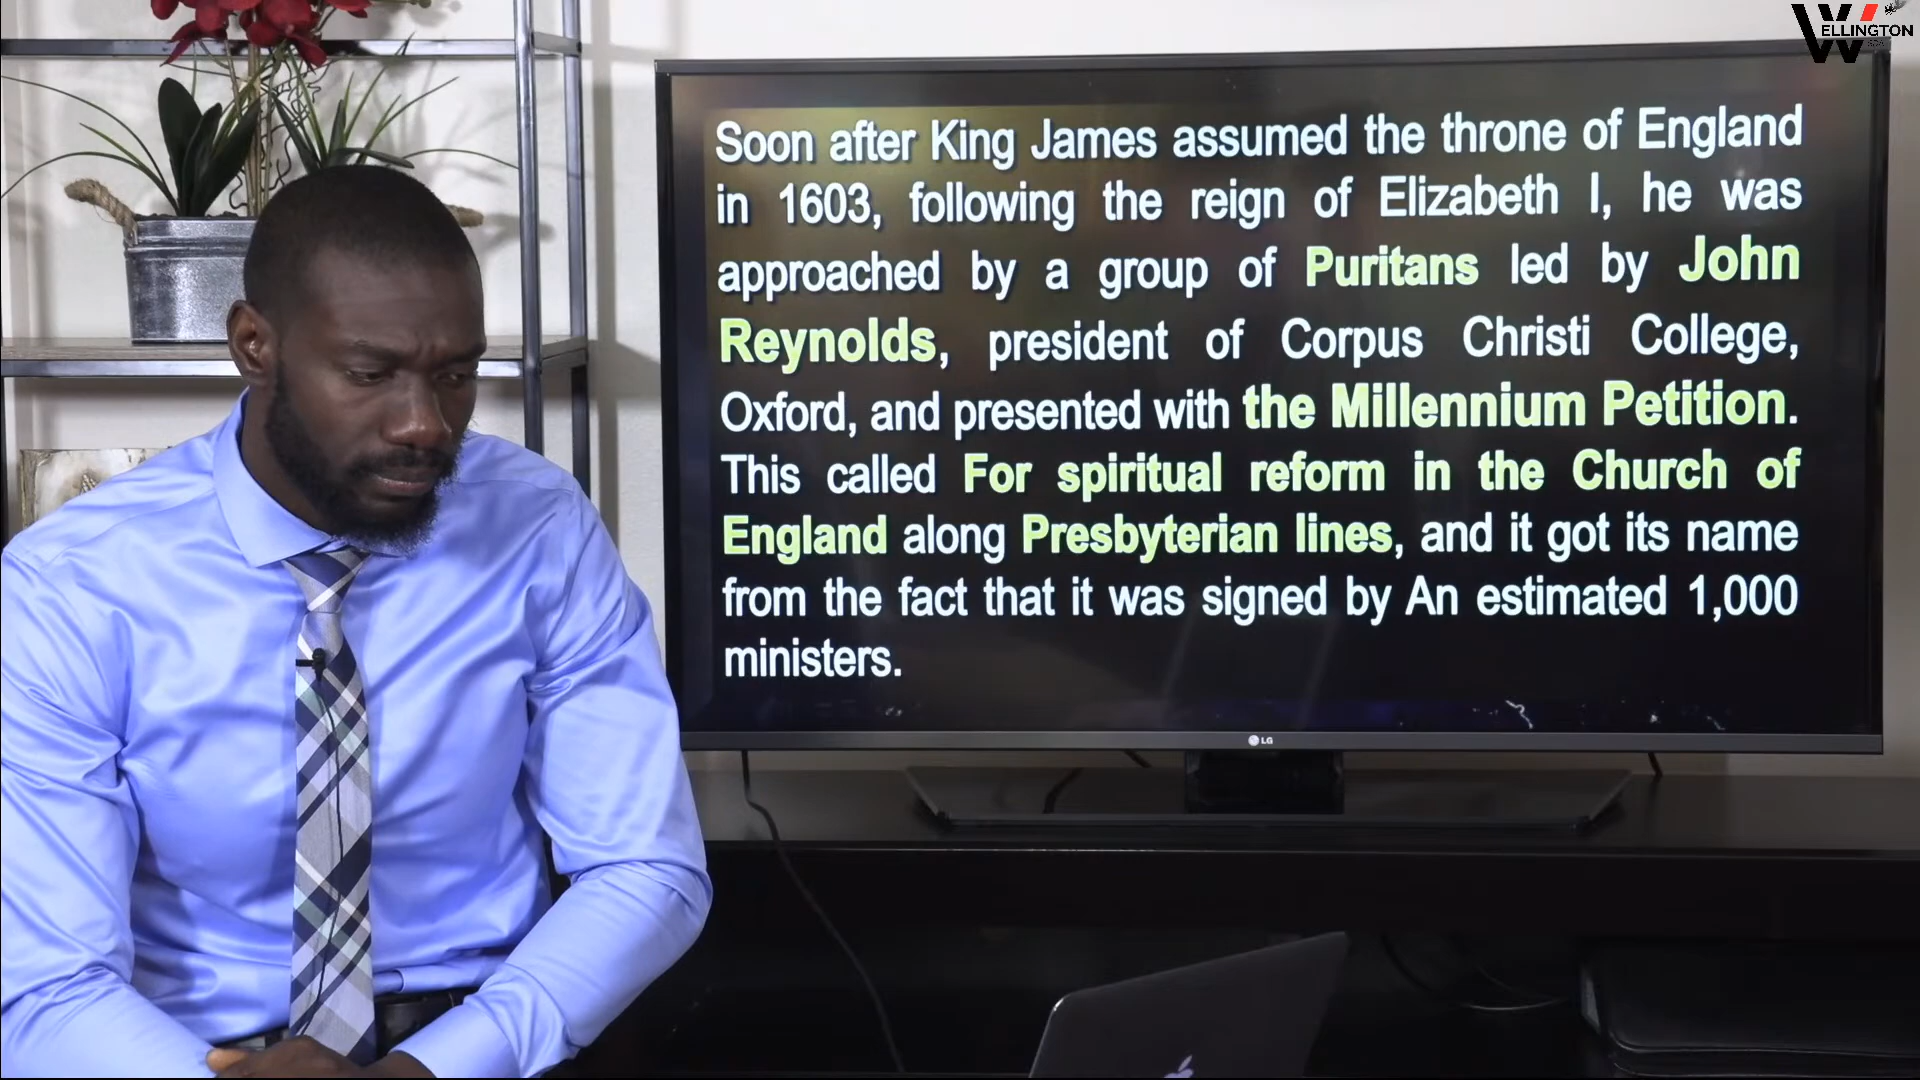 WELLINGTON
SDA
Soon after King James assumed the throne of England
in 1603, following the reign of Elizabeth I, he was
approached by a group of Puritans led by John
Reynolds, president of Corpus Christi College,
Oxford, and presented with the Millennium Petition.
This called For spiritual reform in the Church of
England along Presbyterian lines, and it got its name
from the fact that it was signed by An estimated 1,000
ministers.
LG